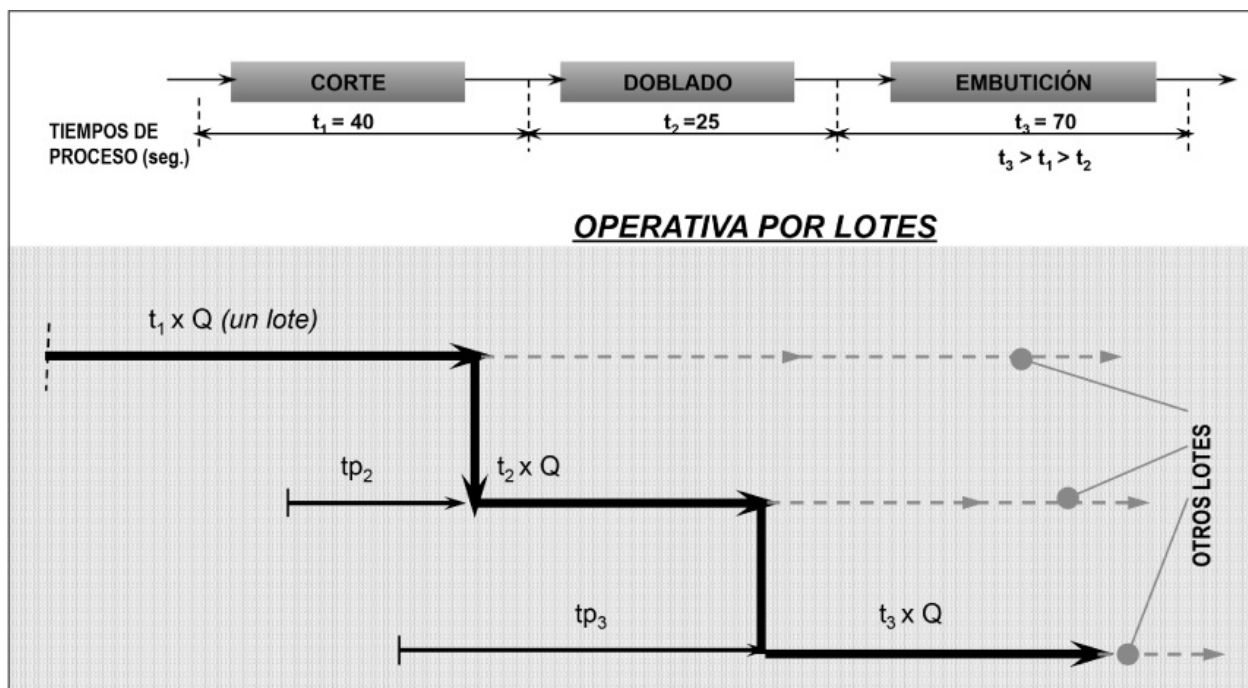 CORTE
DOBLADO
EMBUTICIÓN
TIEMPOS DE
PROCESO (seg.)
t₁ = 40
t₂ =25
t₃ = 70
t₃ > t₁ > t₂
OPERATIVA POR LOTES
t₁ x Q (un lote)
tp₂
t₂ x Q
tp₃
t₃ x Q
OTROS LOTES